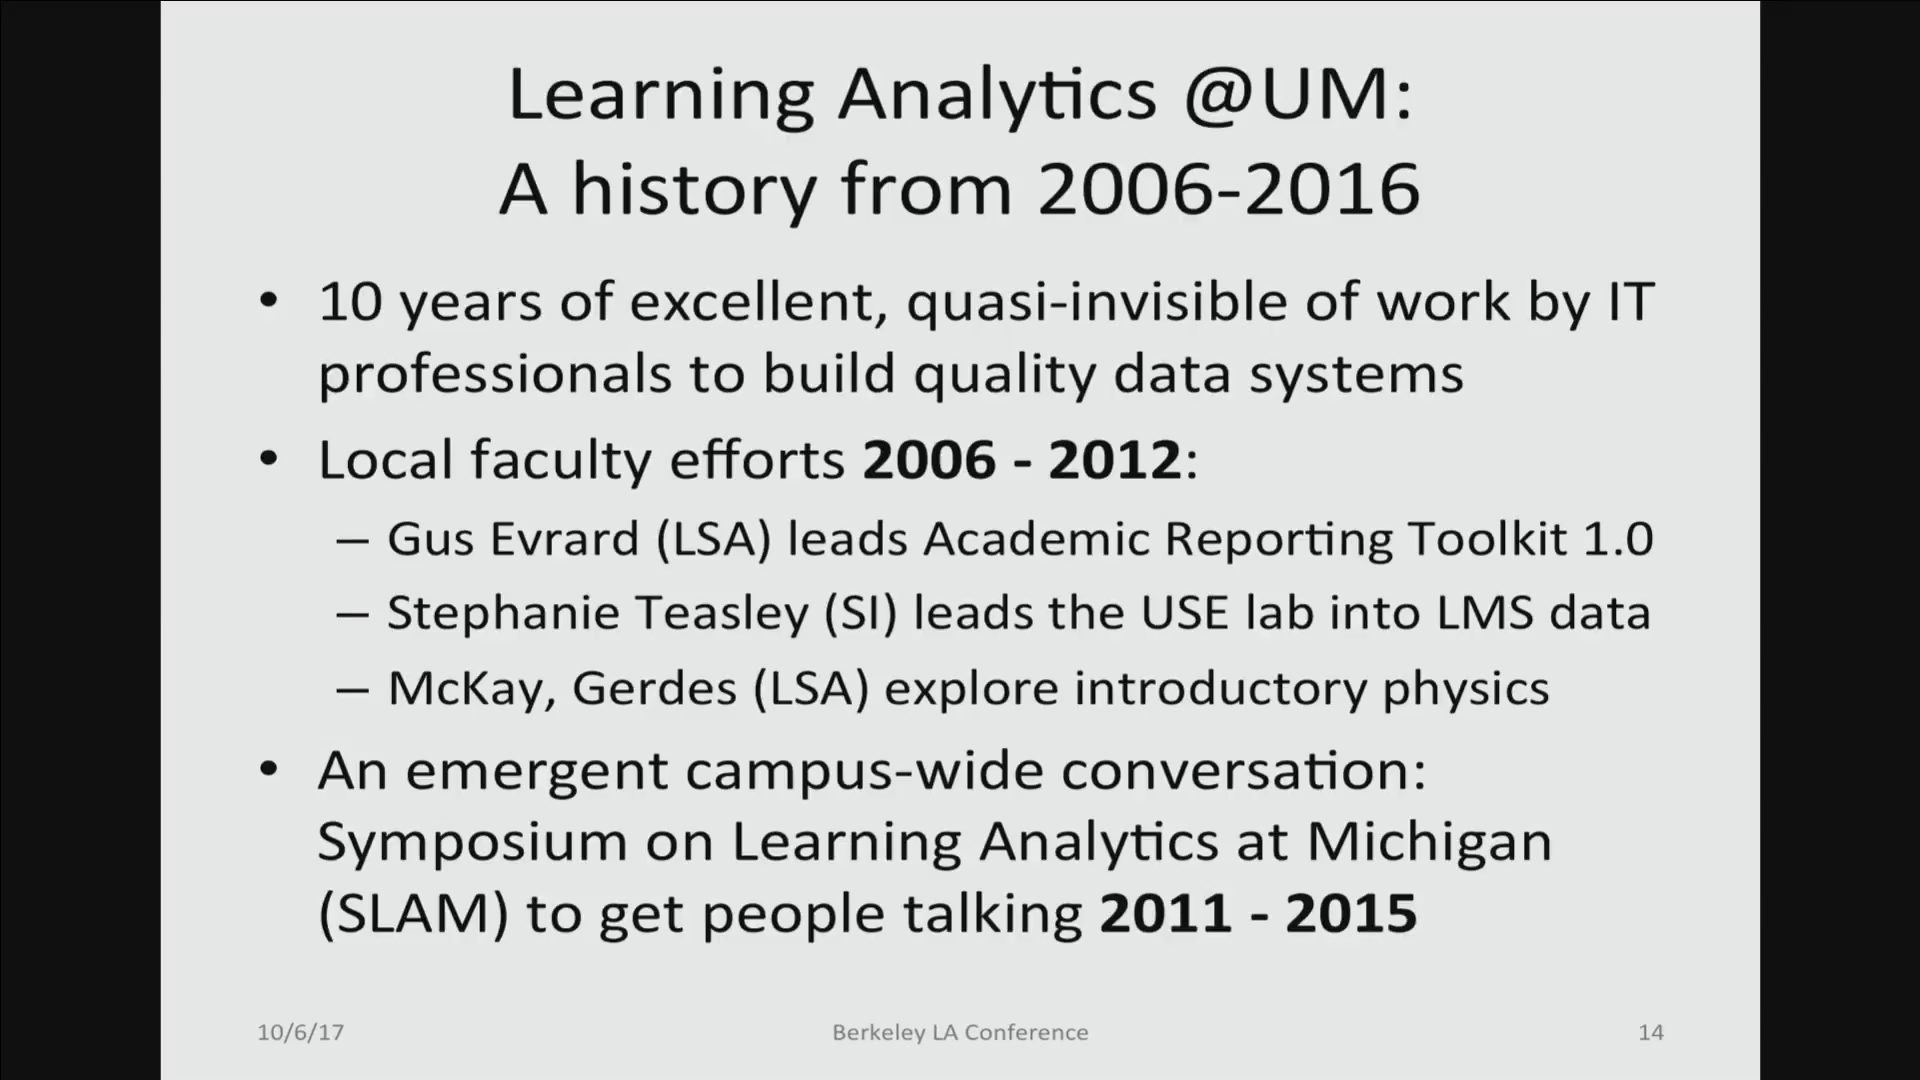 Learning Analytics @UM:
A history from 2006-2016
• 10 years of excellent, quasi-invisible of work by IT
professionals to build quality data systems
• Local faculty efforts 2006 - 2012:
– Gus Evrard (LSA) leads Academic Reporting Toolkit 1.0
– Stephanie Teasley (SI) leads the USE lab into LMS data
– McKay, Gerdes (LSA) explore introductory physics
• An emergent campus-wide conversation:
Symposium on Learning Analytics at Michigan
(SLAM) to get people talking 2011 - 2015
10/6/17
Berkeley LA Conference
14